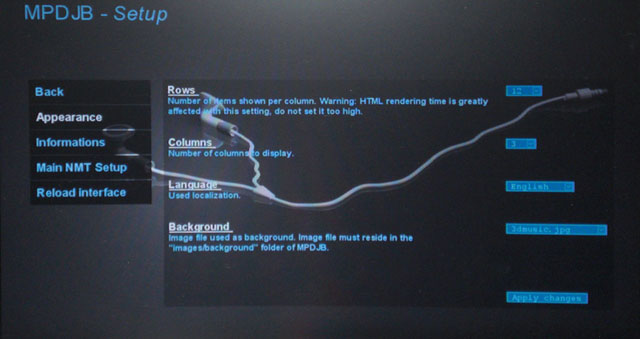 MPDJB - Setup
Back
Appearance
Informations
Main NMT Setup
Reload interface
Rows
Number of items shown per column. Warning: HTML rendering time is greatly
affected with this setting, do not set it too high.
12
Columns
Number of columns to display.
3
Language
Used localization.
English
Background
Image file used as background. Image file must reside in the
"images/background" folder of MPDJB.
3dmusic.jpg
Apply changes